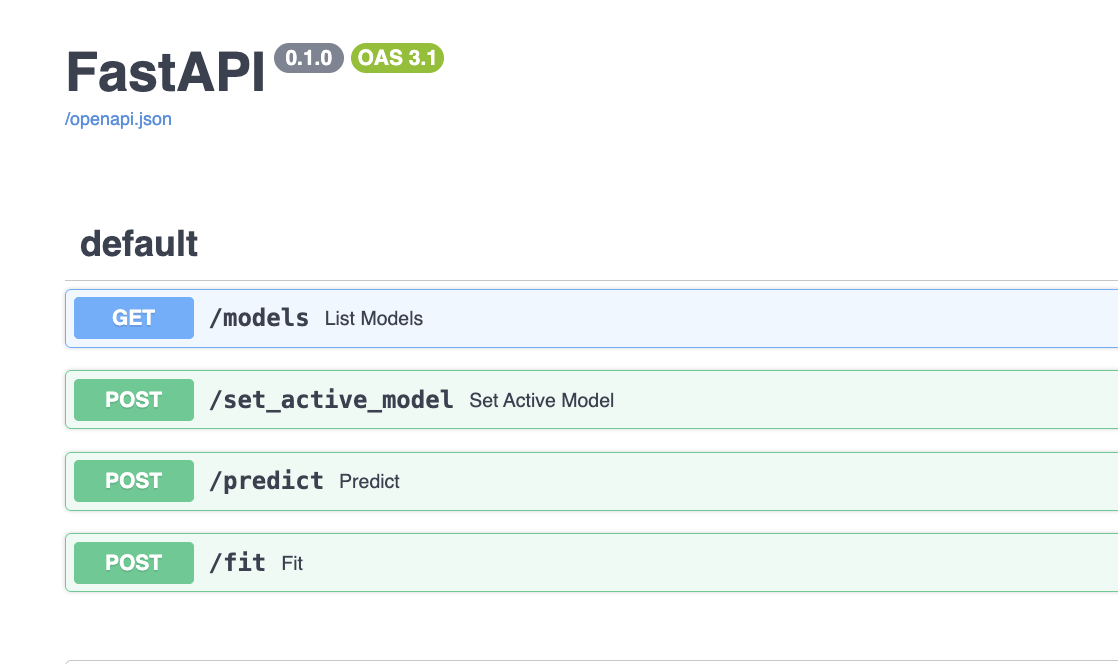 FastAPI 0.1.0 OAS 3.1
/openapi.json
default
GET /models List Models
POST /set_active_model Set Active Model
POST /predict Predict
POST /fit Fit